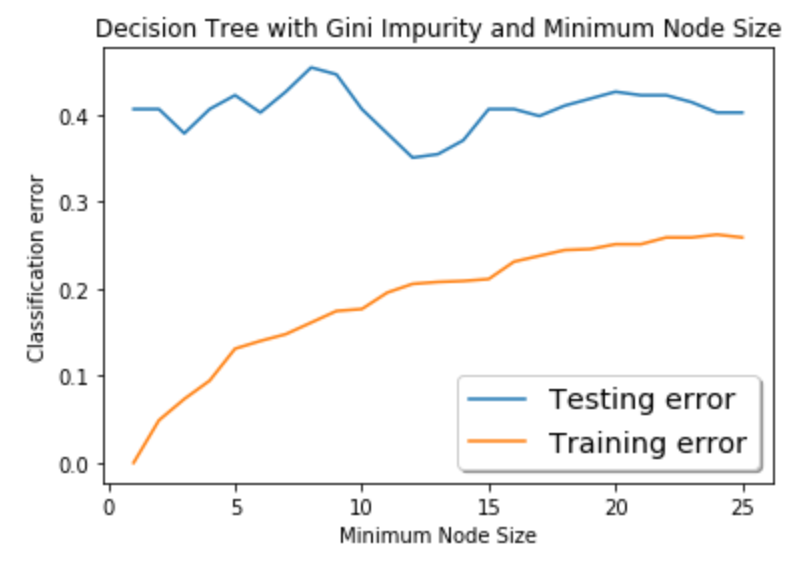 Decision Tree with Gini Impurity and Minimum Node Size
Classification error
0.4
0.3
0.2
0.1
0.0
Testing error
Training error
0
5
10
15
20
25
Minimum Node Size